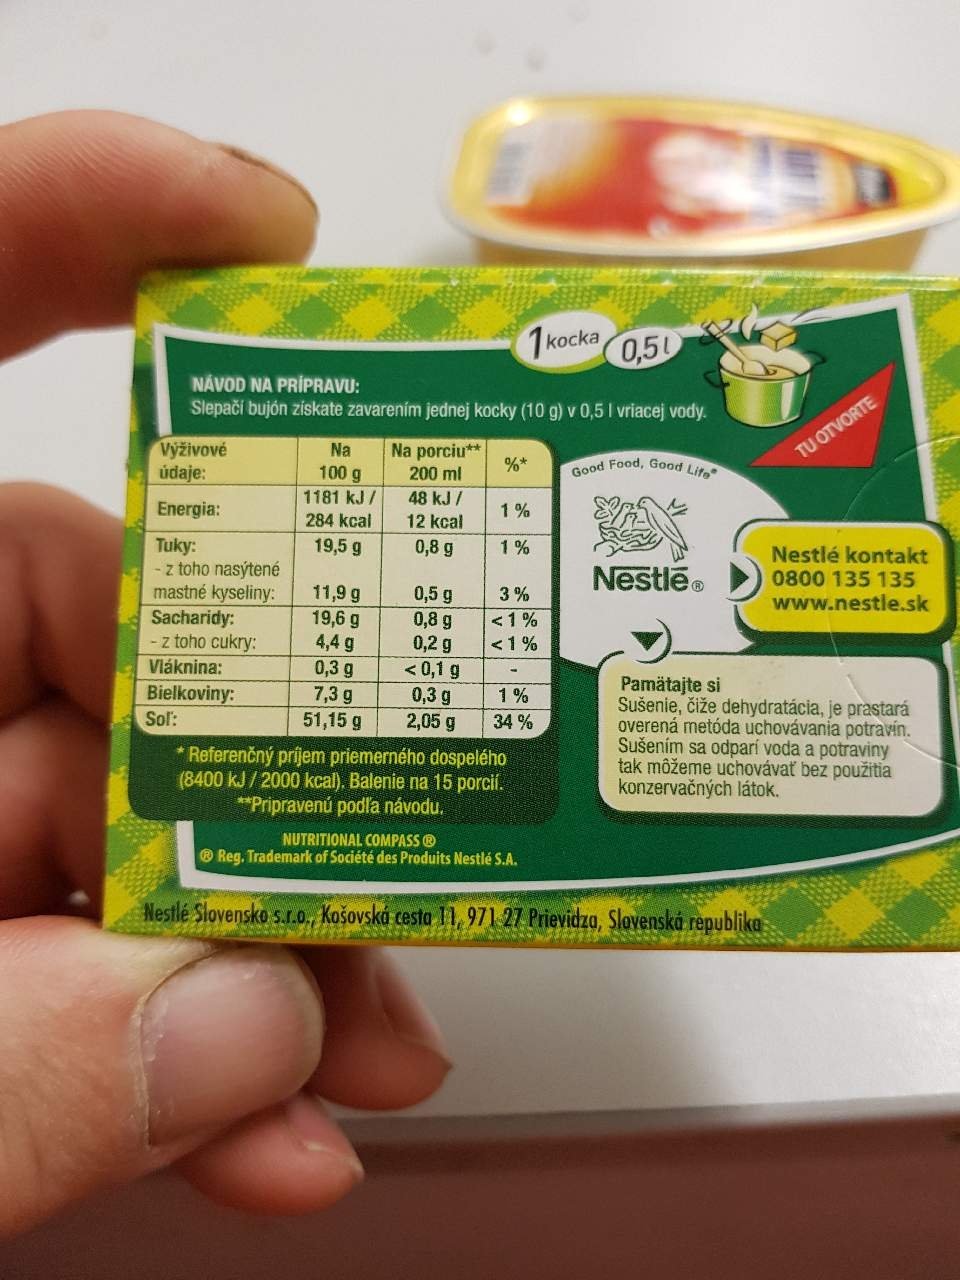 1 kocka 0,5 l
NÁVOD NA PRÍPRAVU:
Slepačí bujón získate zavarením jednej kocky (10 g) v 0,5 l vriacej vody.
TU OTVORTE
Výživové údaje: Na 100 g Na porciu** 200 ml %*
Energia: 1181 kJ / 284 kcal 48 kJ / 12 kcal 1 %
Tuky: 19,5 g 0,8 g 1 %
- z toho nasýtené
mastné kyseliny: 11,9 g 0,5 g 3 %
Sacharidy: 19,6 g 0,8 g < 1 %
- z toho cukry: 4,4 g 0,2 g < 1 %
Vláknina: 0,3 g < 0,1 g -
Bielkoviny: 7,3 g 0,3 g 1 %
Soľ: 51,15 g 2,05 g 34 %
* Referenčný príjem priemerného dospelého
(8400 kJ / 2000 kcal). Balenie na 15 porcií.
**Pripravenú podľa návodu.
NUTRITIONAL COMPASS ®
® Reg. Trademark of Société des Produits Nestlé S.A.
Good Food, Good Life®
Nestlé®
Nestlé kontakt
0800 135 135
www.nestle.sk
Pamätajte si
Sušenie, čiže dehydratácia, je prastará
overená metóda uchovávania potravín.
Sušením sa odparí voda a potraviny
tak môžeme uchovávať bez použitia
konzervačných látok.
Nestlé Slovensko s.r.o., Košovská cesta 11, 971 27 Prievidza, Slovenská republika